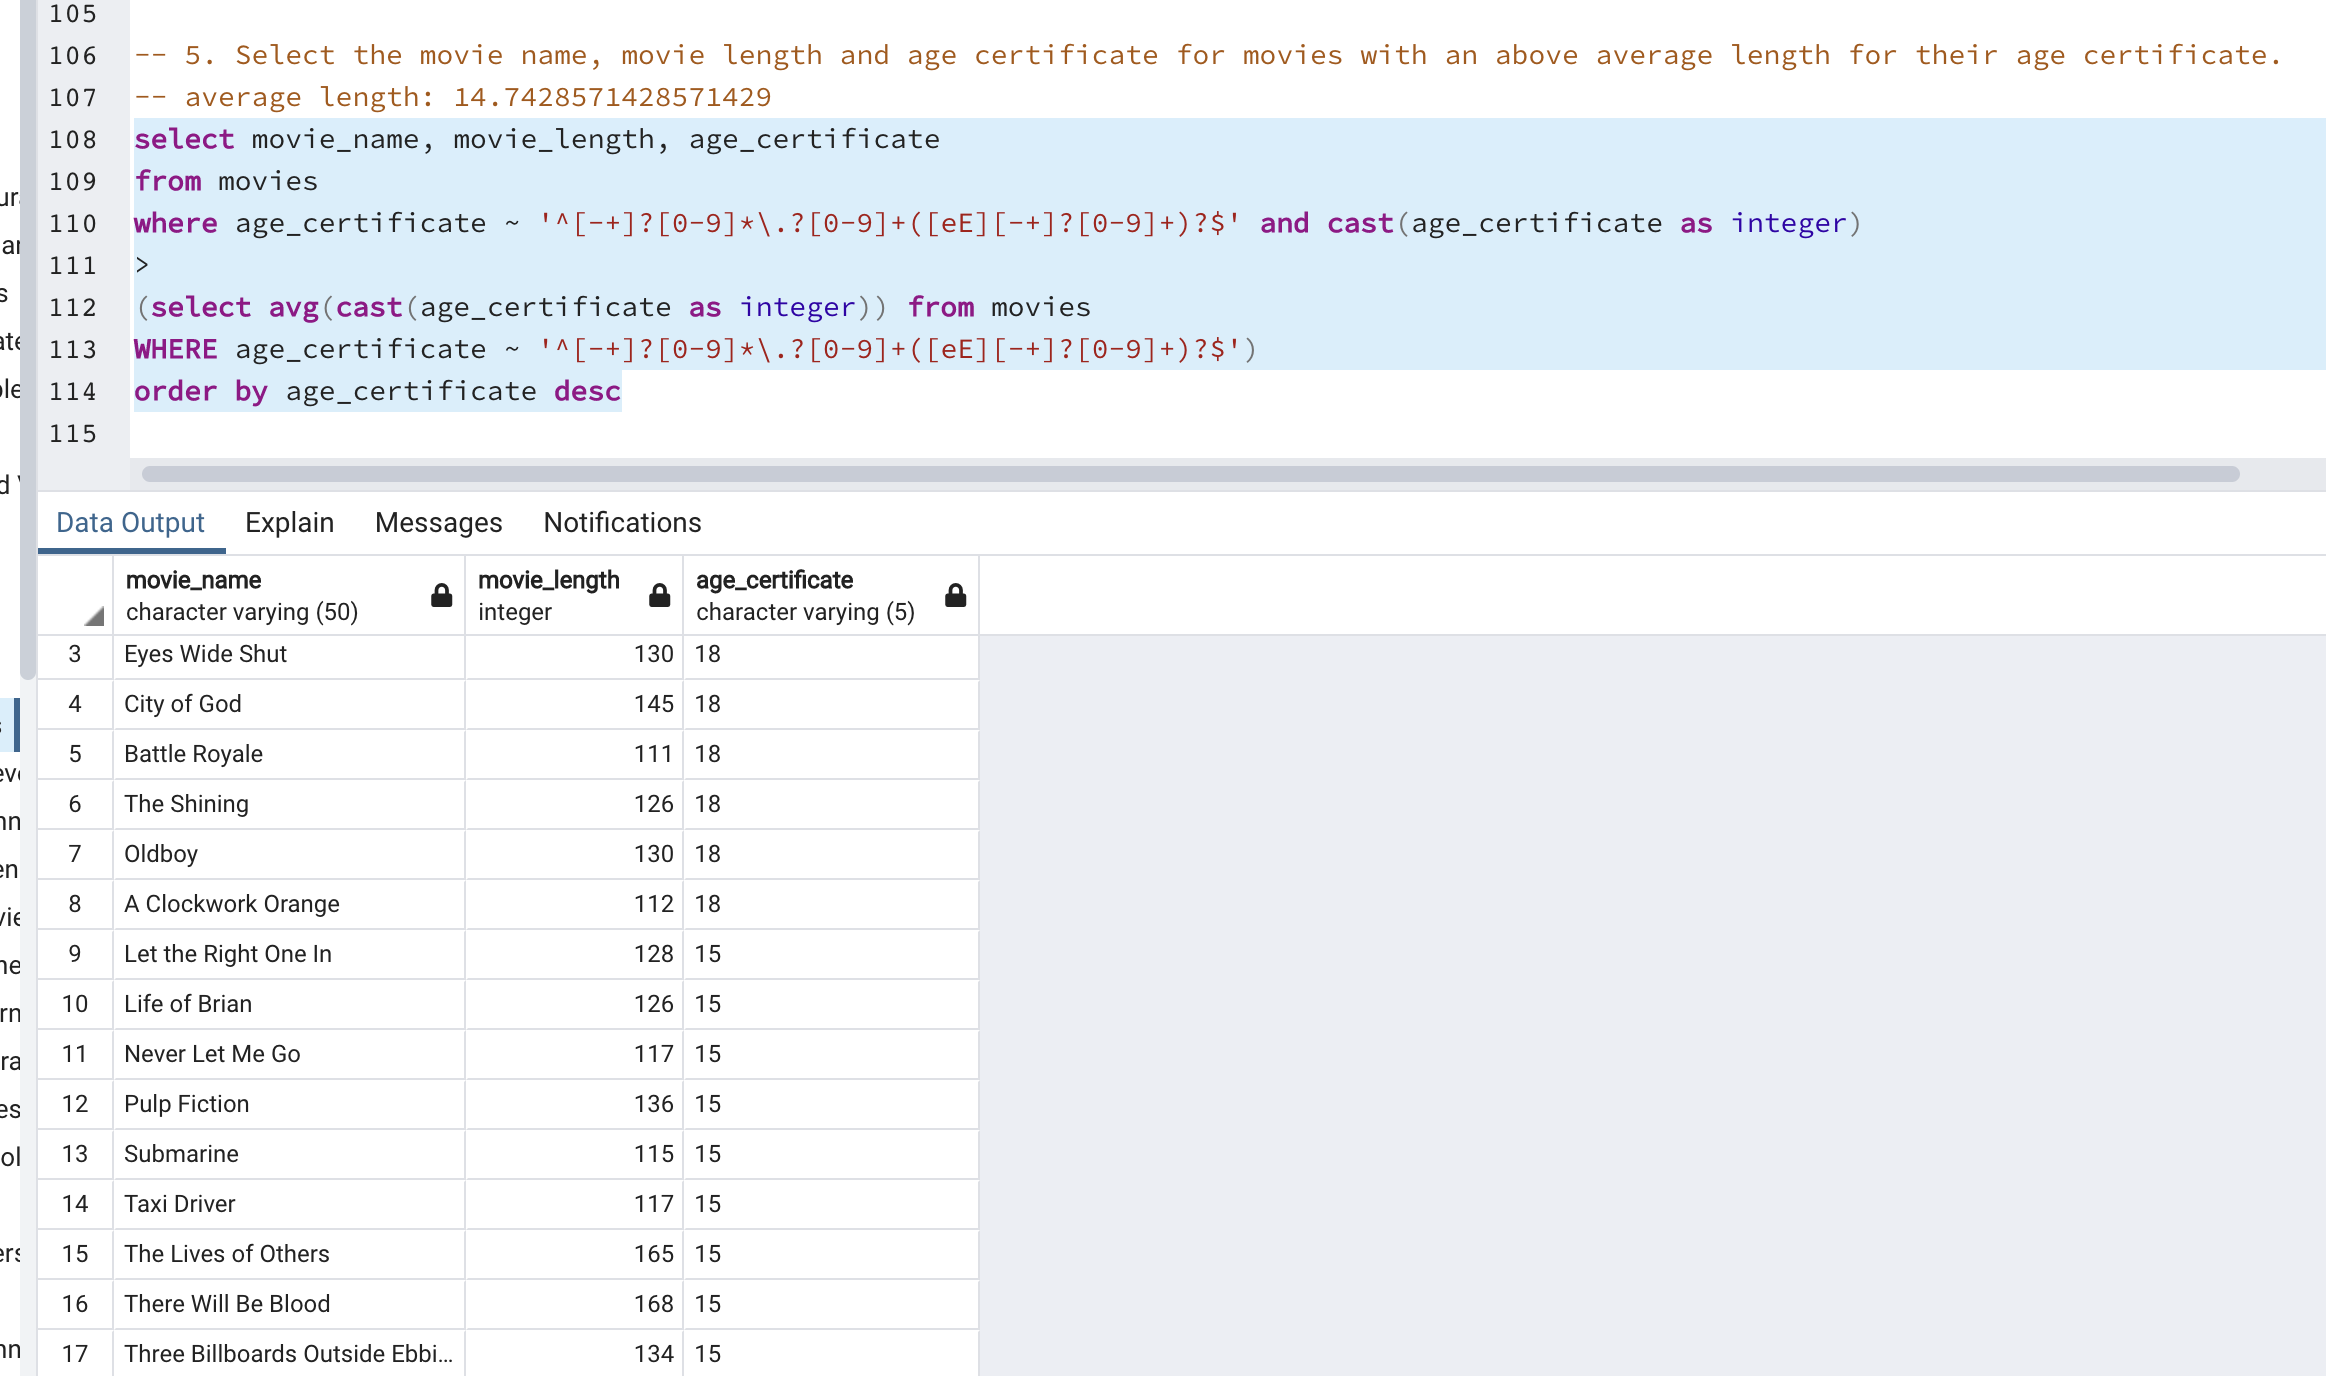 105
106 -- 5. Select the movie name, movie length and age certificate for movies with an above average length for their age certificate.
107 -- average length: 14.7428571428571429
108 select movie_name, movie_length, age_certificate
109 from movies
110 where age_certificate ~ '^[-+]?[0-9]*\.?[0-9]+([eE][-+]?[0-9]+)?$' and cast(age_certificate as integer)
111 >
112 (select avg(cast(age_certificate as integer)) from movies
113 WHERE age_certificate ~ '^[-+]?[0-9]*\.?[0-9]+([eE][-+]?[0-9]+)?$')
114 order by age_certificate desc
115
Data Output Explain Messages Notifications
movie_name movie_length age_certificate
character varying (50) integer character varying (5)
3 Eyes Wide Shut 130 18
4 City of God 145 18
5 Battle Royale 111 18
6 The Shining 126 18
7 Oldboy 130 18
8 A Clockwork Orange 112 18
9 Let the Right One In 128 15
10 Life of Brian 126 15
11 Never Let Me Go 117 15
12 Pulp Fiction 136 15
13 Submarine 115 15
14 Taxi Driver 117 15
15 The Lives of Others 165 15
16 There Will Be Blood 168 15
17 Three Billboards Outside Ebbi... 134 15